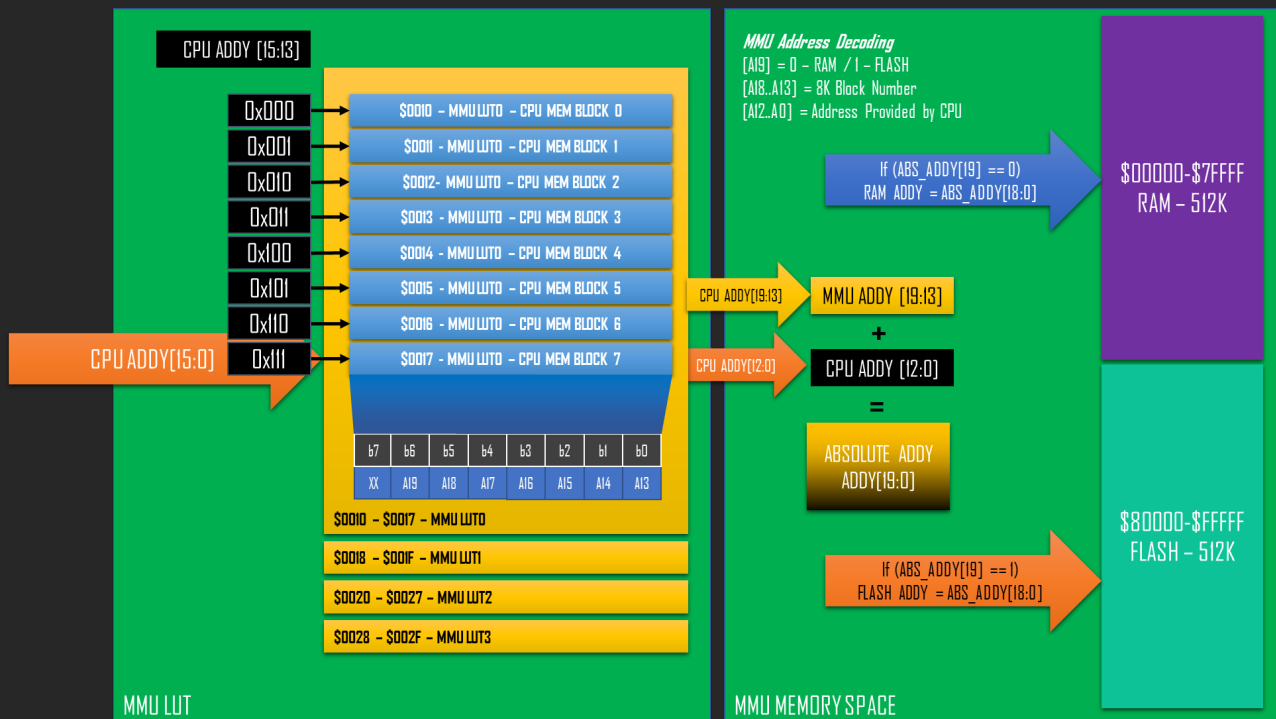 CPU ADDY [15:13]
0x000
0x001
0x010
0x011
0x100
0x101
0x110
0x111
CPU ADDY[15:0]
$0010 - MMU LUT0 - CPU MEM BLOCK 0
$0011 - MMU LUT0 - CPU MEM BLOCK 1
$0012- MMU LUT0- CPU MEM BLOCK 2
$0013 - MMU LUT0 - CPU MEM BLOCK 3
$0014 - MMU LUT0 - CPU MEM BLOCK 4
$0015 - MMU LUT0 - CPU MEM BLOCK 5
$0016 - MMU LUT0 - CPU MEM BLOCK 6
$0017 - MMU LUT0 - CPU MEM BLOCK 7
b7 b6 b5 b4 b3 b2 b1 b0
XX A19 A18 A17 A16 A15 A14 A13
$0010 - $0017 - MMU LUT0
$0018 - $001F - MMU LUT1
$0020 - $0027 - MMU LUT2
$0028 - $002F - MMU LUT3
MMU LUT
MMU Address Decoding
[A19] = 0 - RAM / 1 - FLASH
[A18..A13] = 8K Block Number
[A12..A0] = Address Provided by CPU
If (ABS_ADDY[19] == 0)
RAM ADDY = ABS_ADDY[18:0]
CPU ADDY[19:13]
MMU ADDY [19:13]
+
CPU ADDY[12:0]
CPU ADDY [12:0]
=
ABSOLUTE ADDY
ADDY[19:0]
If (ABS_ADDY[19] == 1)
FLASH ADDY = ABS_ADDY[18:0]
$00000-$7FFFF
RAM – 512K
$80000-$FFFFF
FLASH – 512K
MMU MEMORY SPACE